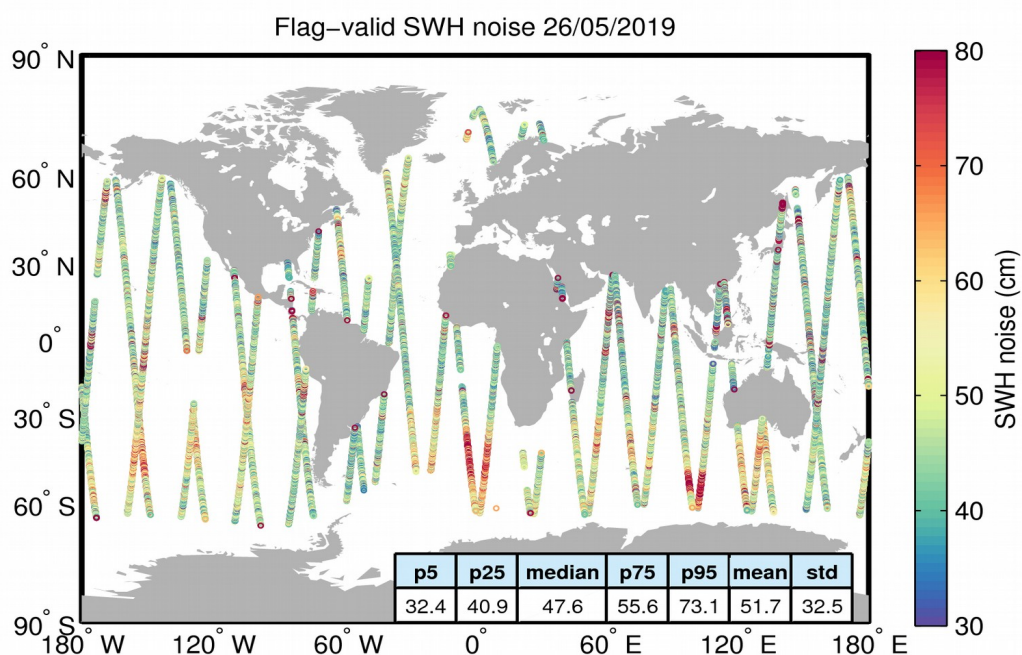 Flag−valid SWH noise 26/05/2019
90° N
60° N
30° N
0°
30° S
60° S
90° S
180° W
120° W
60° W
0°
60° E
120° E
180° E
80
70
60
50
40
30
SWH noise (cm)
p5 p25 median p75 p95 mean std
32.4 40.9 47.6 55.6 73.1 51.7 32.5